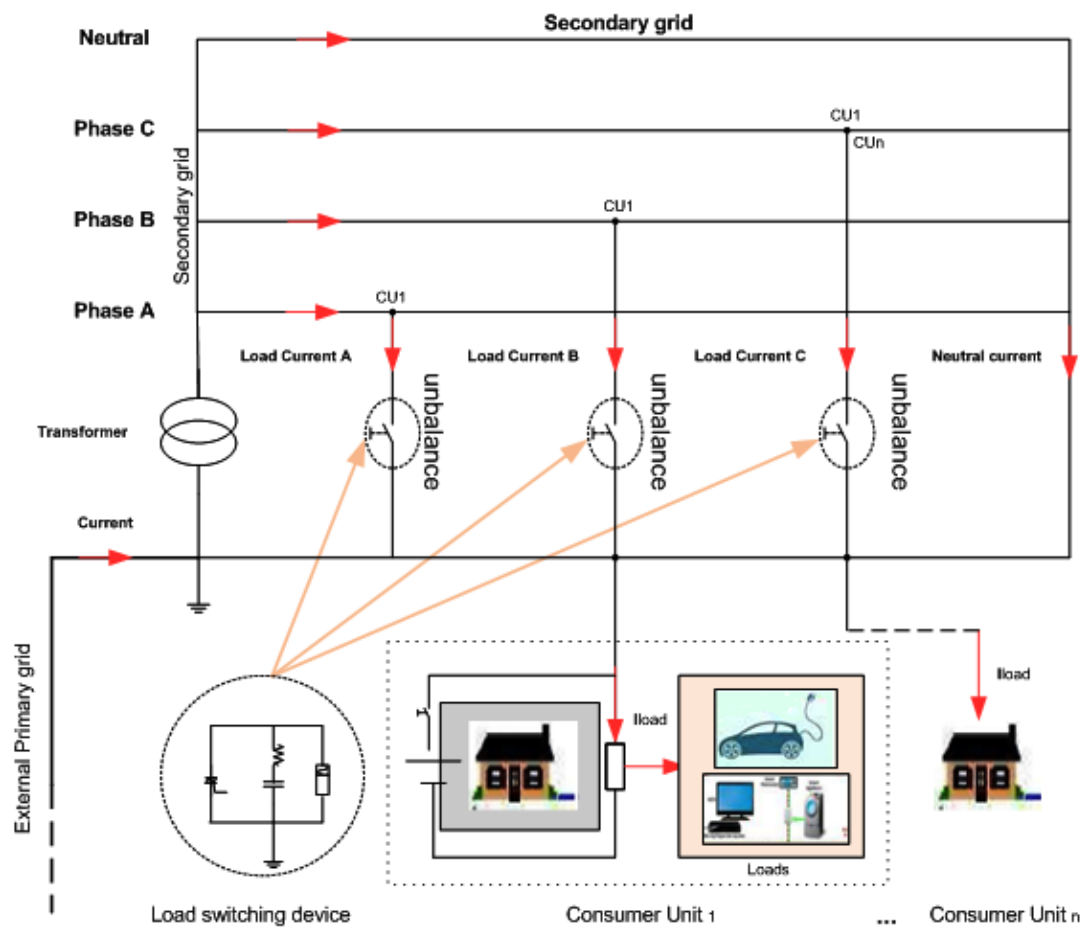 Neutral
Secondary grid
Phase C
CU1
CUn
Secondary grid
Phase B
CU1
Phase A
CU1
Load Current A
Load Current B
Load Current C
Neutral current
unbalance
unbalance
unbalance
Transformer
Current
External Primary grid
Iload
Iload
Loads
Load switching device
Consumer Unit 1
...
Consumer Unit n